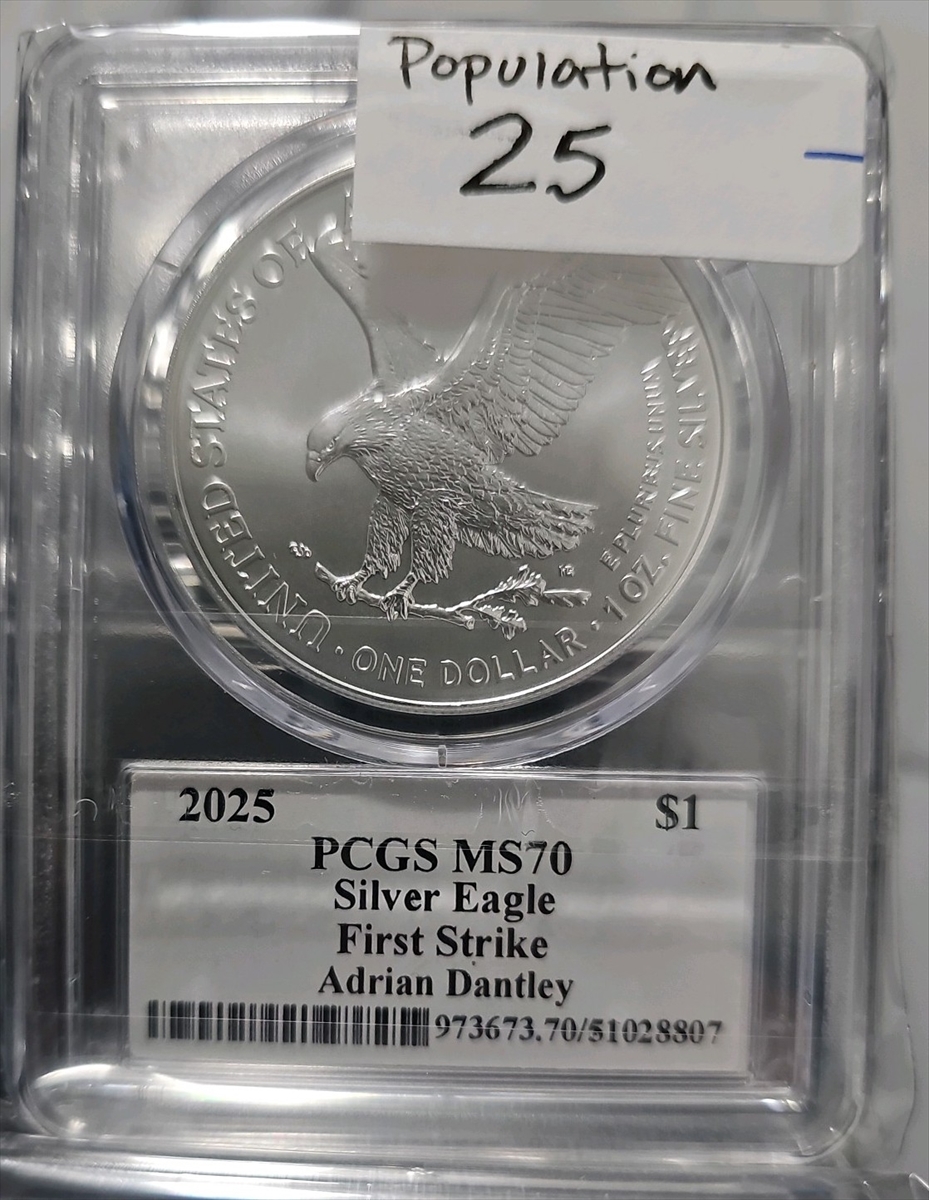 Population
25
UNITED STATES OF
E PLURIBUS UNUM
1 OZ. FINE SILVER
· ONE DOLLAR ·
2025 $1
PCGS MS70
Silver Eagle
First Strike
Adrian Dantley
973673.70/51028807